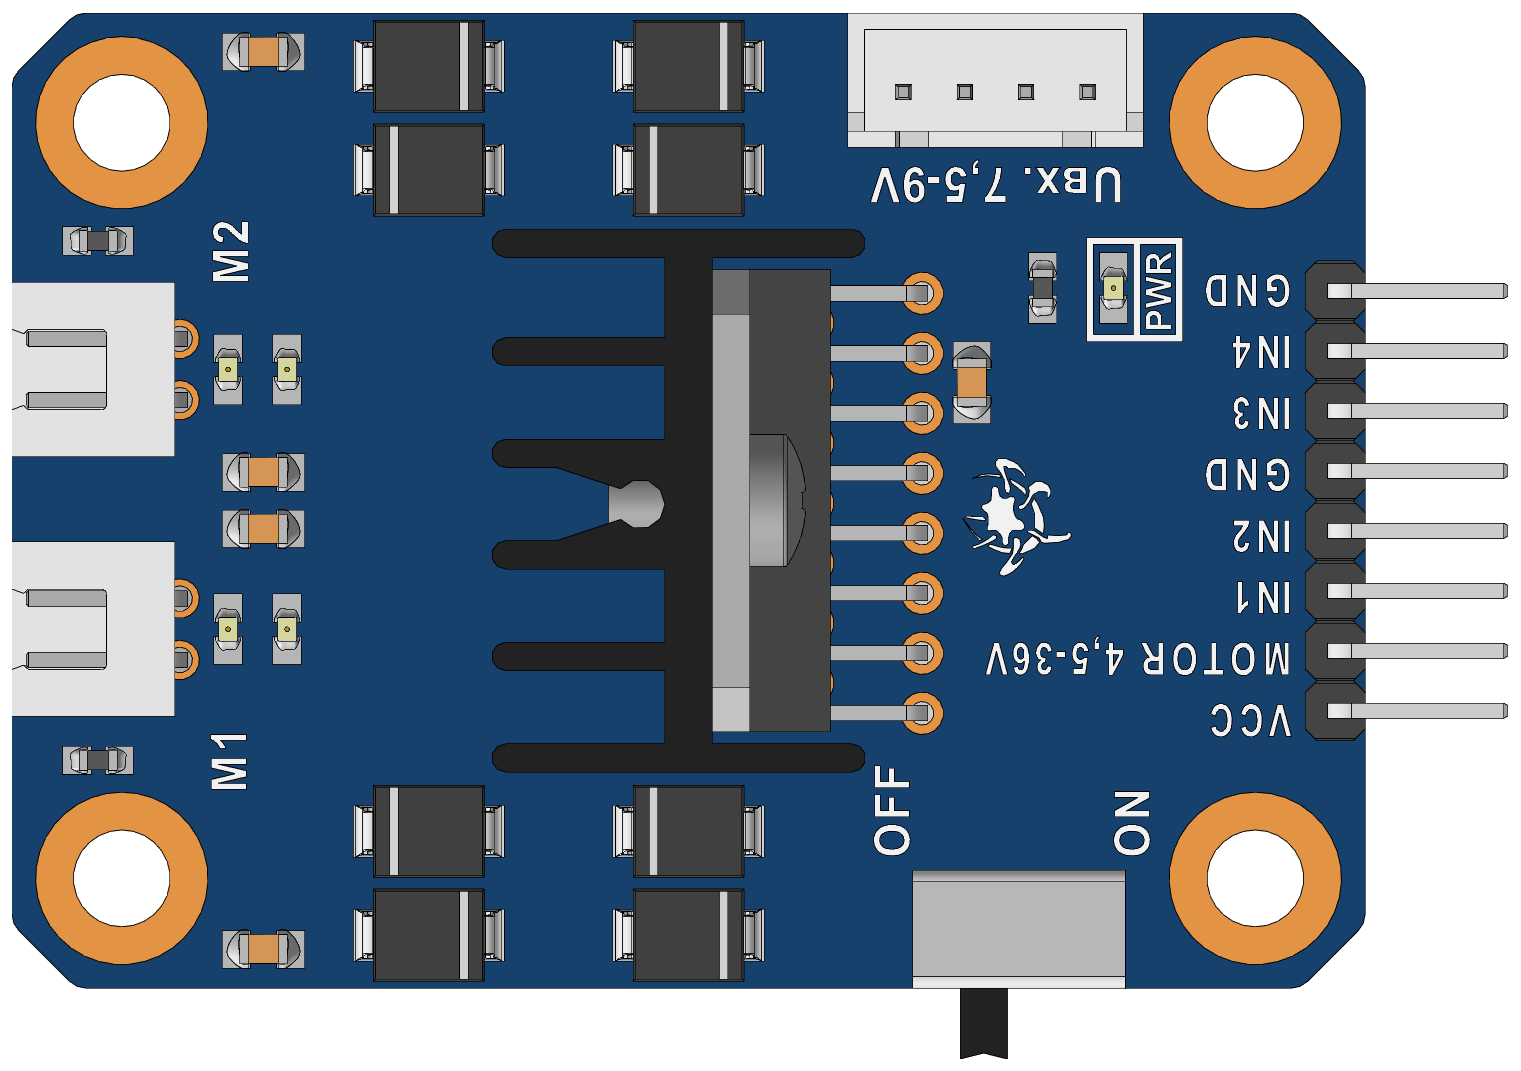 Uвх. 7,5-9V
M2
PWR
GND
IN4
IN3
GND
IN2
IN1
MOTOR 4,5-36V
VCC
M1
OFF
ON